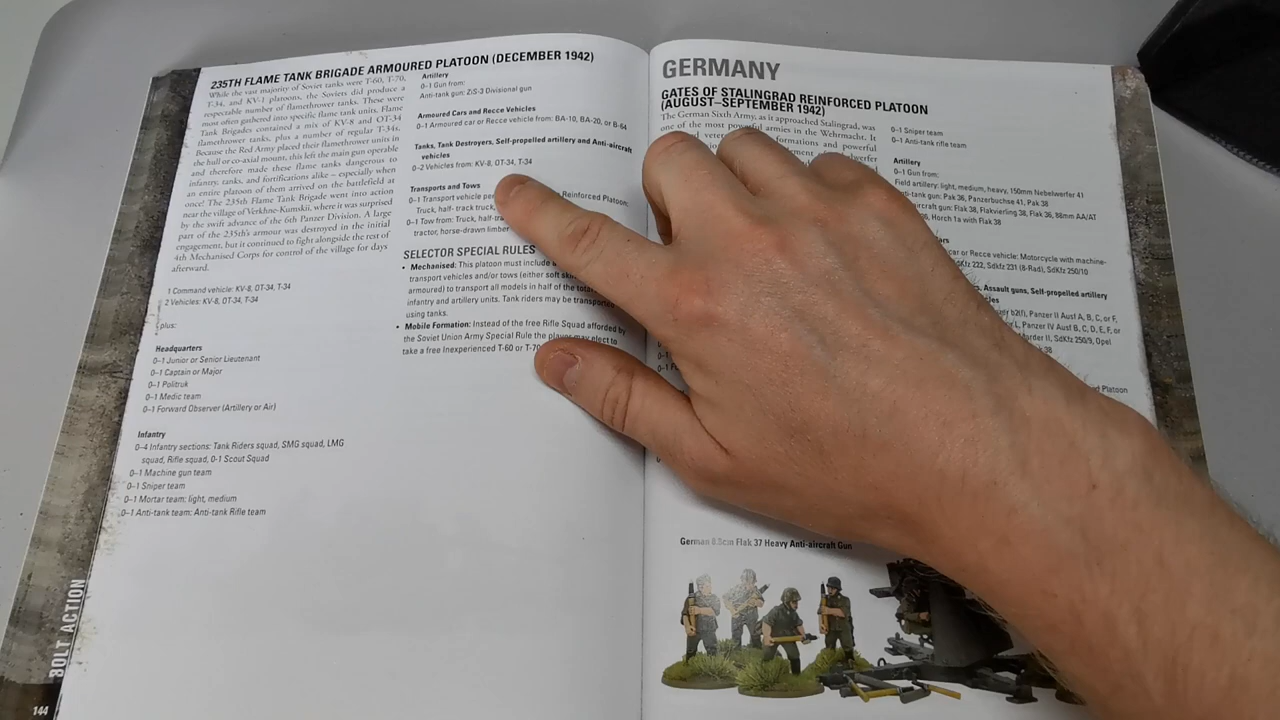 235TH FLAME TANK BRIGADE ARMOURED PLATOON (DECEMBER 1942)
While the vast majority of Soviet tanks were T-60, T-70,
T-34, and KV-1 platoons, the Soviets did produce a
respectable number of flamethrower tanks. These were
most often gathered into specific flame tank units. Flame
Tank Brigades contained a mix of KV-8 and OT-34
flamethrower tanks, plus a number of regular T-34s.
Because the Red Army placed their flamethrower units in
the hull or co-axial mount, this left the main gun operable
and therefore made these flame tanks dangerous to
infantry, tanks, and fortifications alike – especially when
an entire platoon of them arrived on the battlefield at
once! The 235th Flame Tank Brigade went into action
near the village of Verkhne-Kumskii, where it was surprised
by the swift advance of the 6th Panzer Division. A large
part of the 235th's armour was destroyed in the initial
engagement, but it continued to fight alongside the rest of
4th Mechanised Corps for control of the village for days
afterward.
1 Command vehicle: KV-8, OT-34, T-34
2 Vehicles: KV-8, OT-34, T-34
plus:
Headquarters
0–1 Junior or Senior Lieutenant
0–1 Captain or Major
0–1 Politruk
0–1 Medic team
0–1 Forward Observer (Artillery or Air)
Infantry
0–4 Infantry sections: Tank Riders squad, SMG squad, LMG
squad, Rifle squad, 0-1 Scout Squad
0–1 Machine gun team
0–1 Sniper team
0–1 Mortar team: light, medium
0–1 Anti-tank team: Anti-tank Rifle team
Artillery
0–1 Gun from:
Anti-tank gun: ZiS-3 Divisional gun
Armoured Cars and Recce Vehicles
0–1 Armoured car or Recce vehicle from: BA-10, BA-20, or B-64
Tanks, Tank Destroyers, Self-propelled artillery and Anti-aircraft
vehicles
0–2 Vehicles from: KV-8, OT-34, T-34
Transports and Tows
0–1 Transport vehicle Reinforced Platoon:
Truck, half-track truck,
0–1 Tow from: Truck,
tractor, horse-drawn limber
SELECTOR SPECIAL RULES
• Mechanised: This platoon must include
transport vehicles and/or tows (either soft
armoured) to transport all models in half of the
infantry and artillery units. Tank riders may be transported
using tanks.
• Mobile Formation: Instead of the free Rifle Squad afforded by
the Soviet Union Army Special Rule the player may elect to
take a free Inexperienced T-60 or
BOLT ACTION
144
GERMANY
GATES OF STALINGRAD REINFORCED PLATOON
(AUGUST–SEPTEMBER 1942)
The German Sixth Army, as it approached Stalingrad, was
one of the most powerful armies in the Wehrmacht. It
formations and powerful
0–1 Sniper team
0–1 Anti-tank rifle team
Artillery
0–1 Gun from:
Field artillery: light, medium, heavy, 150mm Nebelwerfer 41
gun: Pak 36, Panzerbuchse 41, Pak 38
gun: Flak 38, Flakvierling 38, Flak 36, 88mm AA/AT
Horch 1a with Flak 38
car or Recce vehicle: Motorcycle with machine-
SdKfz 222, Sdkfz 231 (8-Rad), SdKfz 250/10
Assault guns, Self-propelled artillery
Panzer II Ausf A, B, C, or F,
Panzer IV Ausf B, C, D, E, F, or
SdKfz 250/9, Opel
Platoon
German 8.8cm Flak 37 Heavy Anti-aircraft Gun